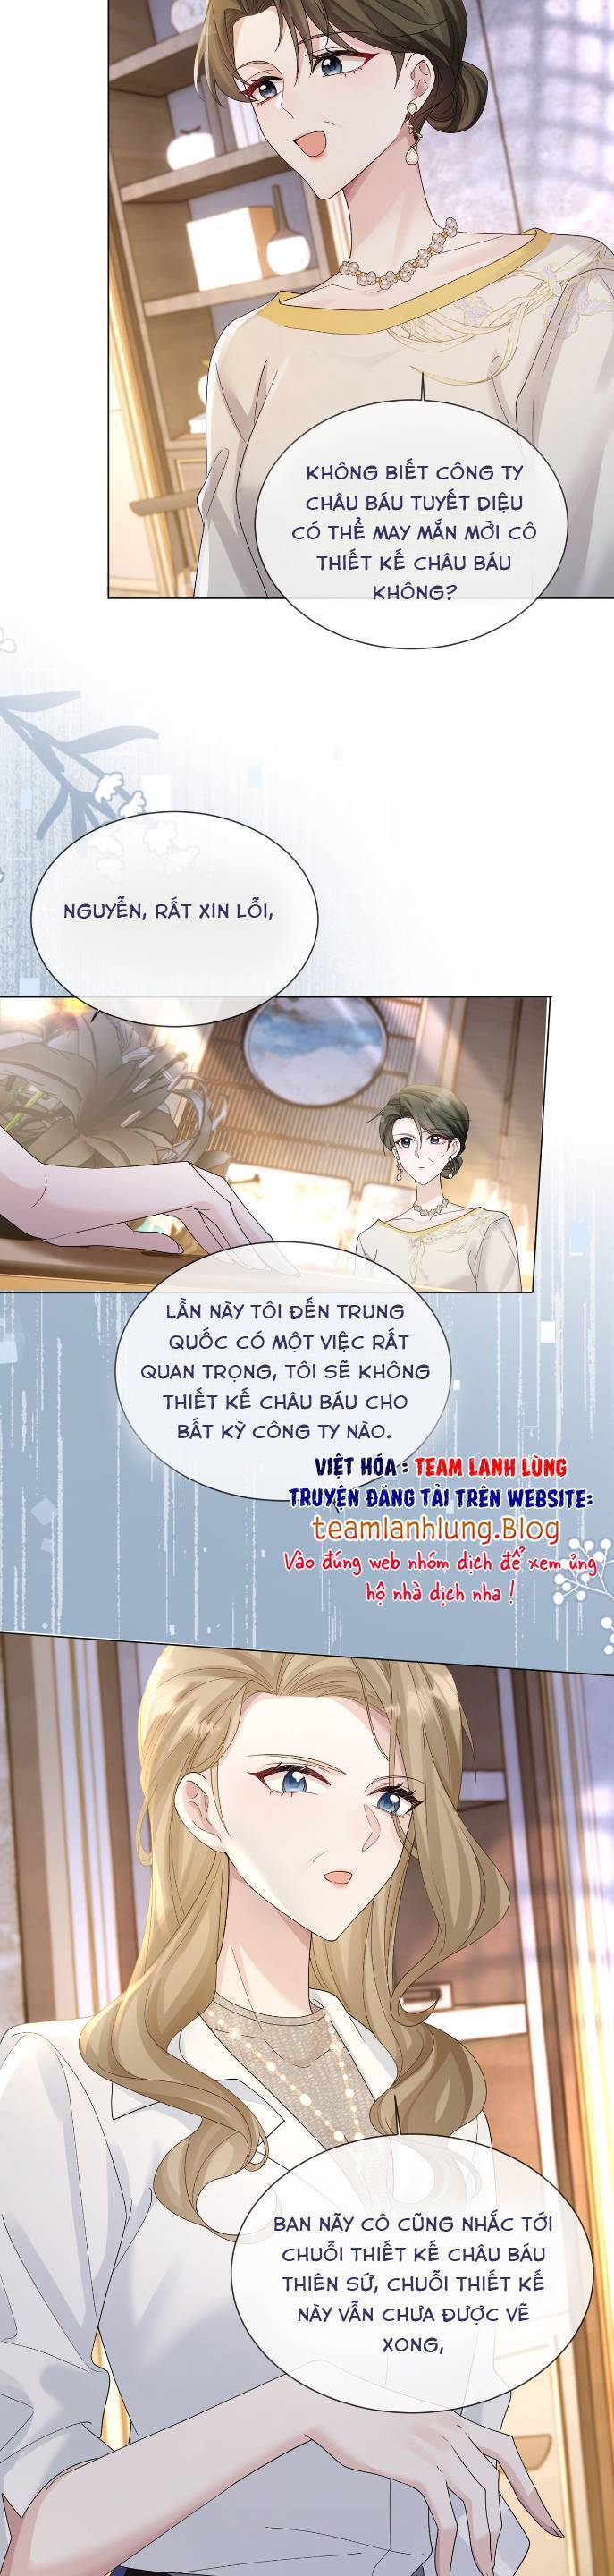 KHÔNG BIẾT CÔNG TY
CHÂU BÁU TUYẾT DIỆU
CÓ THỂ MAY MẮN MỜI CÔ
THIẾT KẾ CHÂU BÁU
KHÔNG?
NGUYỄN, RẤT XIN LỖI,
LẦN NÀY TÔI ĐẾN TRUNG
QUỐC CÓ MỘT VIỆC RẤT
QUAN TRỌNG, TÔI SẼ KHÔNG
THIẾT KẾ CHÂU BÁU CHO
BẤT KỲ CÔNG TY NÀO.
VIỆT HÓA : TEAM LẠNH LÙNG
TRUYỆN ĐĂNG TẢI TRÊN WEBSITE:
teamlanhlung.Blog
Vào đúng web nhóm dịch để xem ủng
hộ nhà dịch nha !
BAN NÃY CÔ CŨNG NHẮC TỚI
CHUỖI THIẾT KẾ CHÂU BÁU
THIÊN SỨ, CHUỖI THIẾT KẾ
NÀY VẪN CHƯA ĐƯỢC VẼ
XONG,